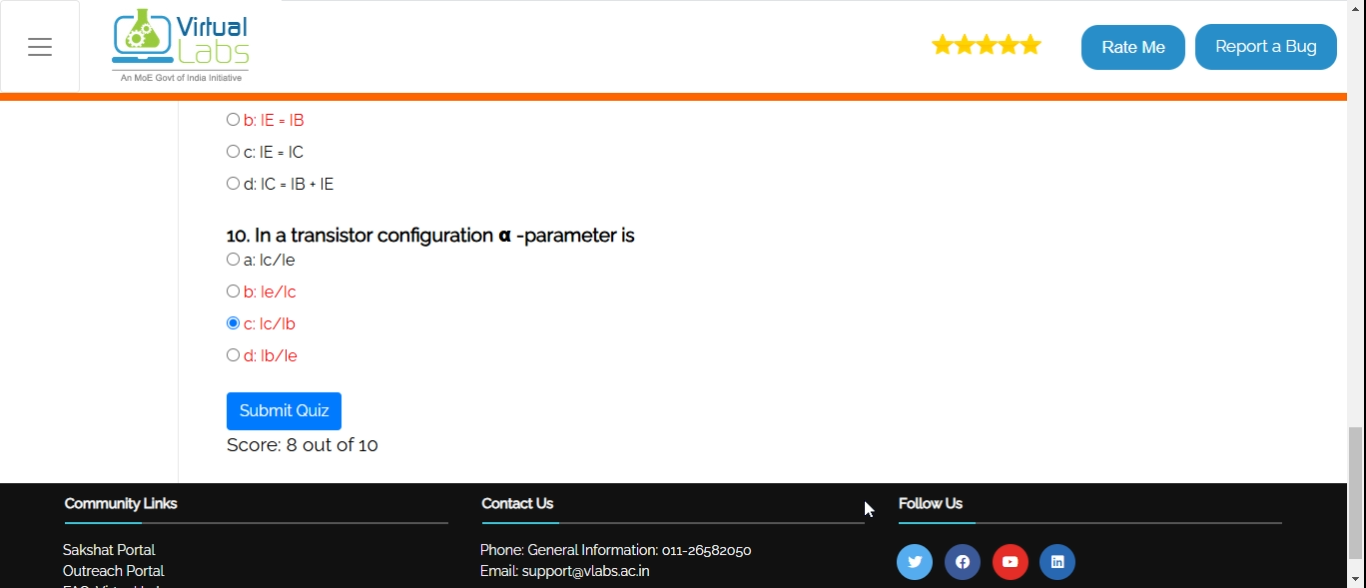 Virtual
Labs
An MoE Govt of India Initiative
Rate Me
Report a Bug
b: IE = IB
c: IE = IC
d: IC = IB + IE
10. In a transistor configuration α -parameter is
a: Ic/Ie
b: Ie/Ic
c: Ic/Ib
d: Ib/Ie
Submit Quiz
Score: 8 out of 10
Community Links
Sakshat Portal
Outreach Portal
Contact Us
Phone: General Information: 011-26582050
Email: support@vlabs.ac.in
Follow Us